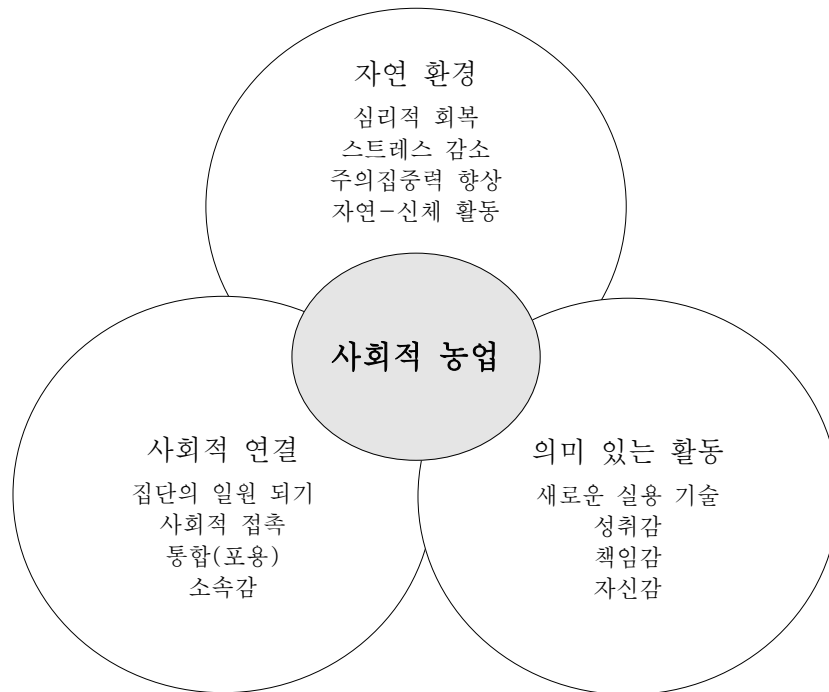 자연 환경
심리적 회복
스트레스 감소
주의집중력 향상
자연-신체 활동
사회적 농업
사회적 연결
집단의 일원 되기
사회적 접촉
통합(포용)
소속감
의미 있는 활동
새로운 실용 기술
성취감
책임감
자신감